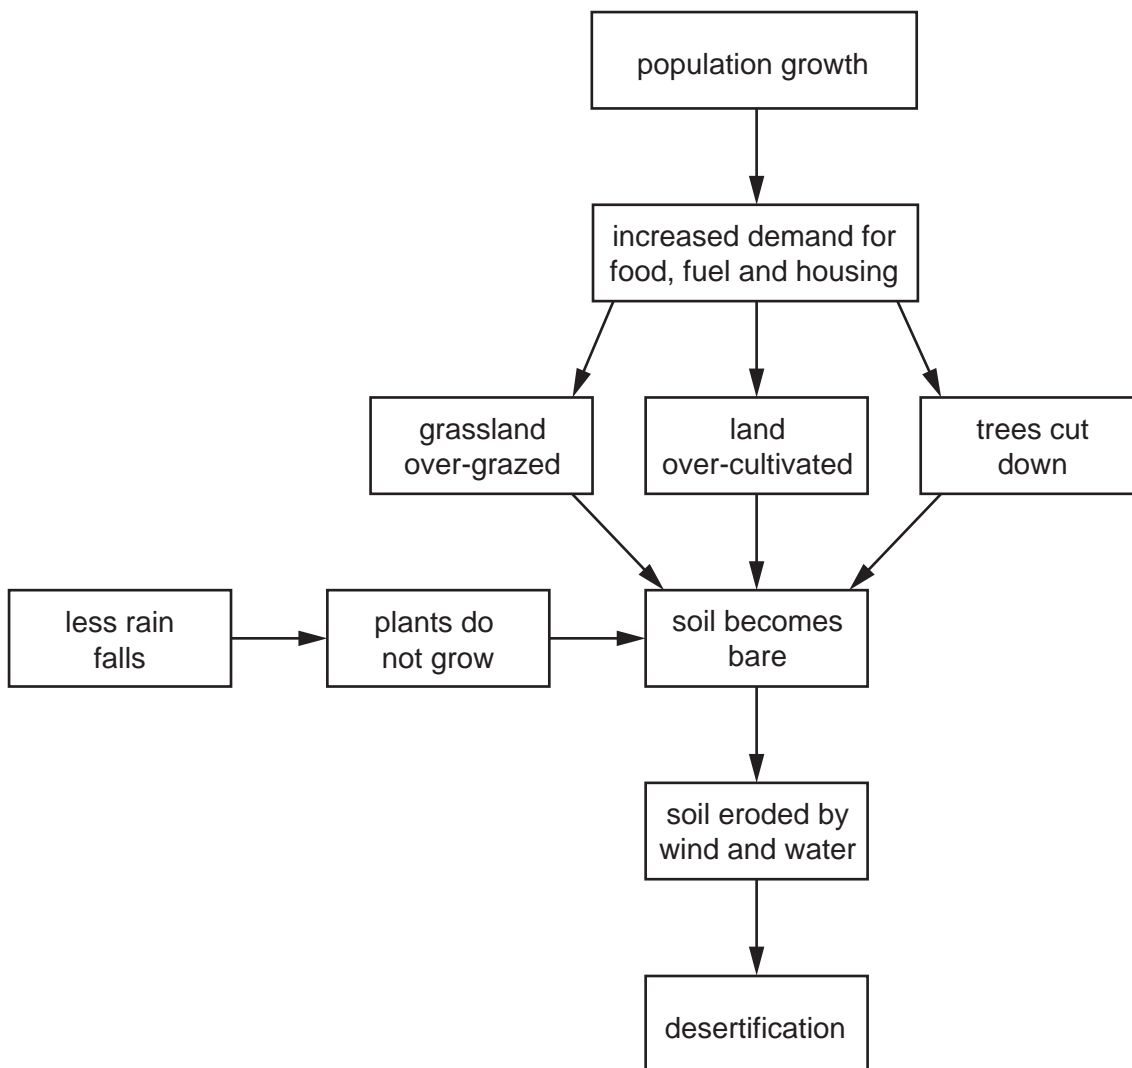 population growth
increased demand for
food, fuel and housing
grassland
over-grazed
land
over-cultivated
trees cut
down
less rain
falls
plants do
not grow
soil becomes
bare
soil eroded by
wind and water
desertification